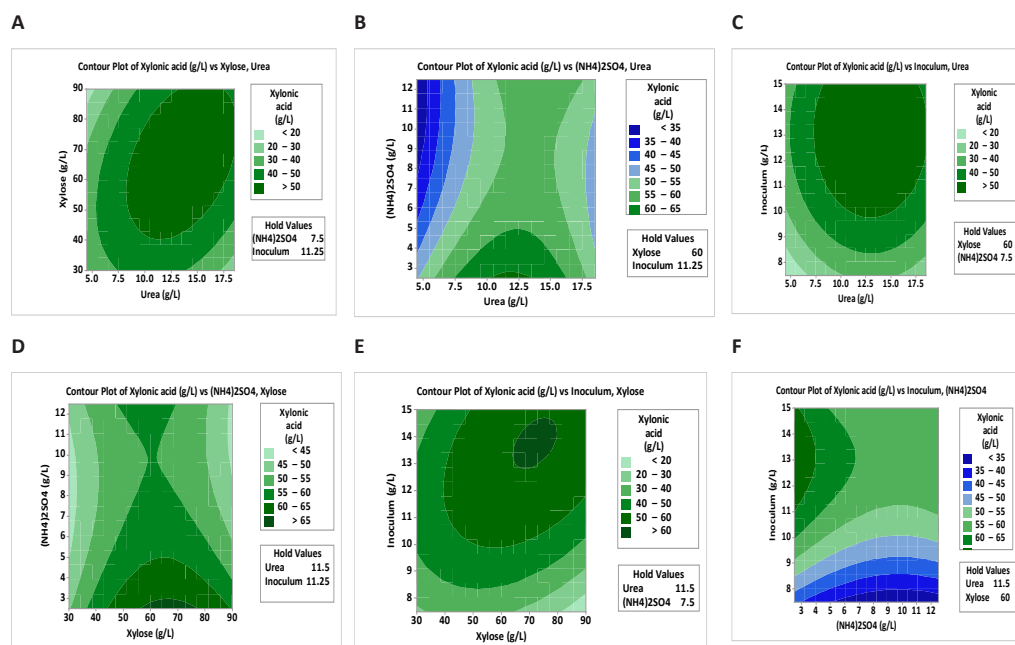 A
Contour Plot of Xylonic acid (g/L) vs Xylose, Urea
Xylose (g/L)
90
80
70
60
50
40
30
5.0 7.5 10.0 12.5 15.0 17.5
Urea (g/L)
Xylonic
acid
(g/L)
< 20
20 – 30
30 – 40
40 – 50
> 50
Hold Values
(NH4)2SO4 7.5
Inoculum 11.25
B
Contour Plot of Xylonic acid (g/L) vs (NH4)2SO4, Urea
(NH4)2SO4 (g/L)
12
11
10
9
8
7
6
5
4
3
5.0 7.5 10.0 12.5 15.0 17.5
Urea (g/L)
Xylonic
acid
(g/L)
< 35
35 – 40
40 – 45
45 – 50
50 – 55
55 – 60
60 – 65
Hold Values
Xylose 60
Inoculum 11.25
C
Contour Plot of Xylonic acid (g/L) vs Inoculum, Urea
Inoculum (g/L)
15
14
13
12
11
10
9
8
5.0 7.5 10.0 12.5 15.0 17.5
Urea (g/L)
Xylonic
acid
(g/L)
< 20
20 – 30
30 – 40
40 – 50
> 50
Hold Values
Xylose 60
(NH4)2SO4 7.5
D
Contour Plot of Xylonic acid (g/L) vs (NH4)2SO4, Xylose
(NH4)2SO4 (g/L)
12
11
10
9
8
7
6
5
4
3
30 40 50 60 70 80 90
Xylose (g/L)
Xylonic
acid
(g/L)
< 45
45 – 50
50 – 55
55 – 60
60 – 65
> 65
Hold Values
Urea 11.5
Inoculum 11.25
E
Contour Plot of Xylonic acid (g/L) vs Inoculum, Xylose
Inoculum (g/L)
15
14
13
12
11
10
9
8
30 40 50 60 70 80 90
Xylose (g/L)
Xylonic
acid
(g/L)
< 20
20 – 30
30 – 40
40 – 50
50 – 60
> 60
Hold Values
Urea 11.5
(NH4)2SO4 7.5
F
Contour Plot of Xylonic acid (g/L) vs Inoculum, (NH4)2SO4
Inoculum (g/L)
15
14
13
12
11
10
9
8
3 4 5 6 7 8 9 10 11 12
(NH4)2SO4 (g/L)
Xylonic
acid
(g/L)
< 35
35 – 40
40 – 45
45 – 50
50 – 55
55 – 60
60 – 65
Hold Values
Urea 11.5
Xylose 60